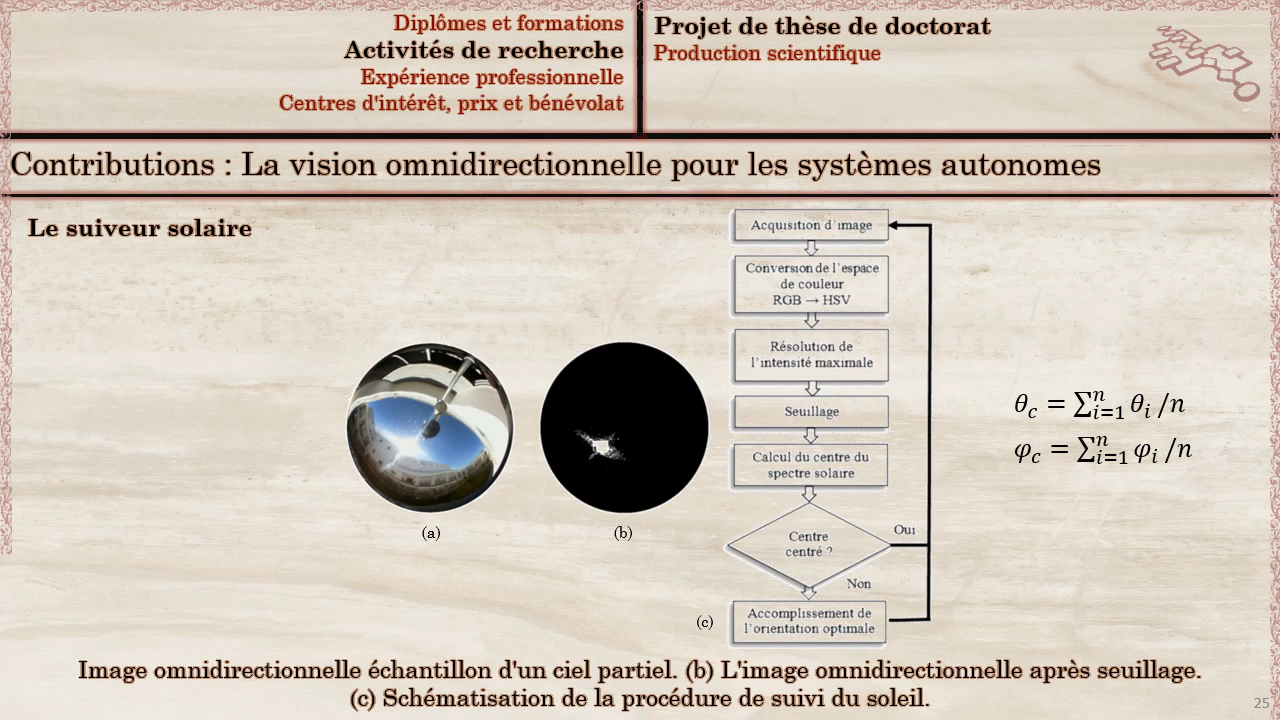 Diplômes et formations
Activités de recherche
Expérience professionnelle
Centres d'intérêt, prix et bénévolat
Projet de thèse de doctorat
Production scientifique
Contributions : La vision omnidirectionnelle pour les systèmes autonomes
Le suiveur solaire
(a)
(b)
Acquisition d'image
Conversion de l'espace
de couleur
RGB → HSV
Résolution de
l'intensité maximale
Seuillage
Calcul du centre du
spectre solaire
Centre
centré ?
Oui
Non
Accomplissement de
l'orientation optimale
(c)
θ_c = ∑_{i=1}^{n} θ_i /n
φ_c = ∑_{i=1}^{n} φ_i /n
Image omnidirectionnelle échantillon d'un ciel partiel. (b) L'image omnidirectionnelle après seuillage.
(c) Schématisation de la procédure de suivi du soleil.
25